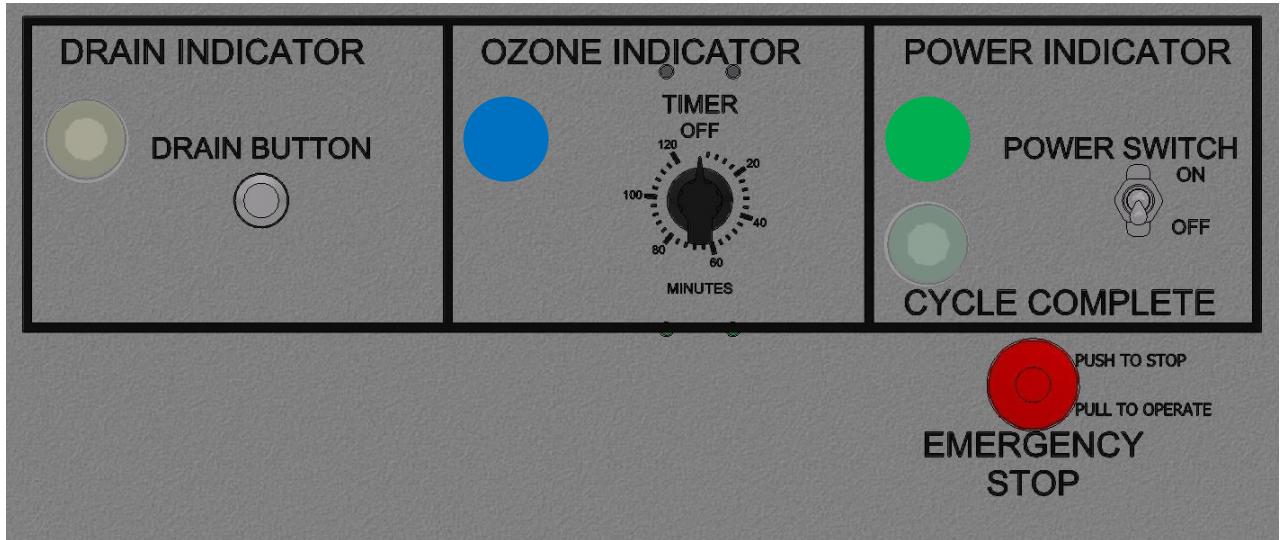 DRAIN INDICATOR
DRAIN BUTTON
OZONE INDICATOR
TIMER
OFF
120
20
100
40
80
60
MINUTES
POWER INDICATOR
POWER SWITCH
ON
OFF
CYCLE COMPLETE
PUSH TO STOP
PULL TO OPERATE
EMERGENCY
STOP